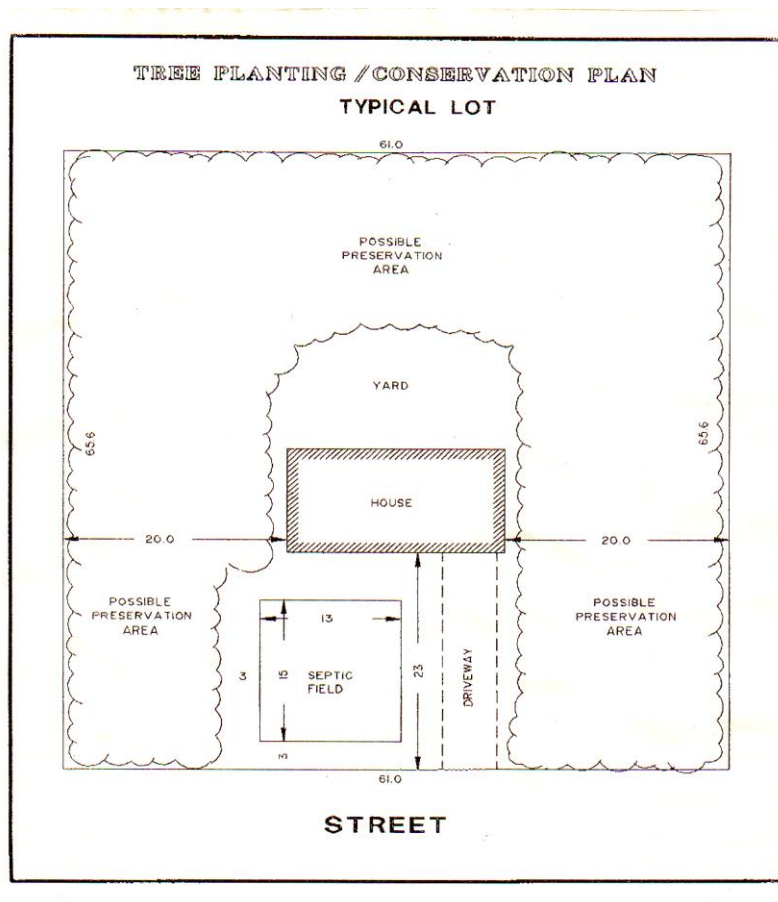 TREE PLANTING / CONSERVATION PLAN
TYPICAL LOT
61.0
POSSIBLE
PRESERVATION
AREA
YARD
65.6
65.6
HOUSE
20.0
20.0
POSSIBLE
PRESERVATION
AREA
POSSIBLE
PRESERVATION
AREA
13
3
15
SEPTIC
FIELD
23
DRIVEWAY
3
61.0
STREET